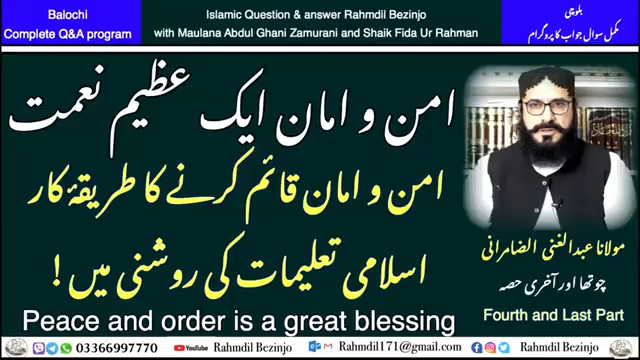 Balochi
Complete Q&A program
Islamic Question & answer Rahmdil Bezinjo
with Maulana Abdul Ghani Zamurani and Shaik Fida Ur Rahman
بلوچی
مکمل سوال جواب کا پروگرام
امن و امان ایک عظیم نعمت
امن و امان قائم کرنے کا طریقۂ کار
اسلامی تعلیمات کی روشنی میں !
Peace and order is a great blessing
مولانا عبدالغنی الضامرانی
چوتھا اور آخری حصہ
Fourth and Last Part
03366997770
YouTube
Rahmdil Bezinjo
Rahmdil171@gmail.com
Rahmdil Bezinjo